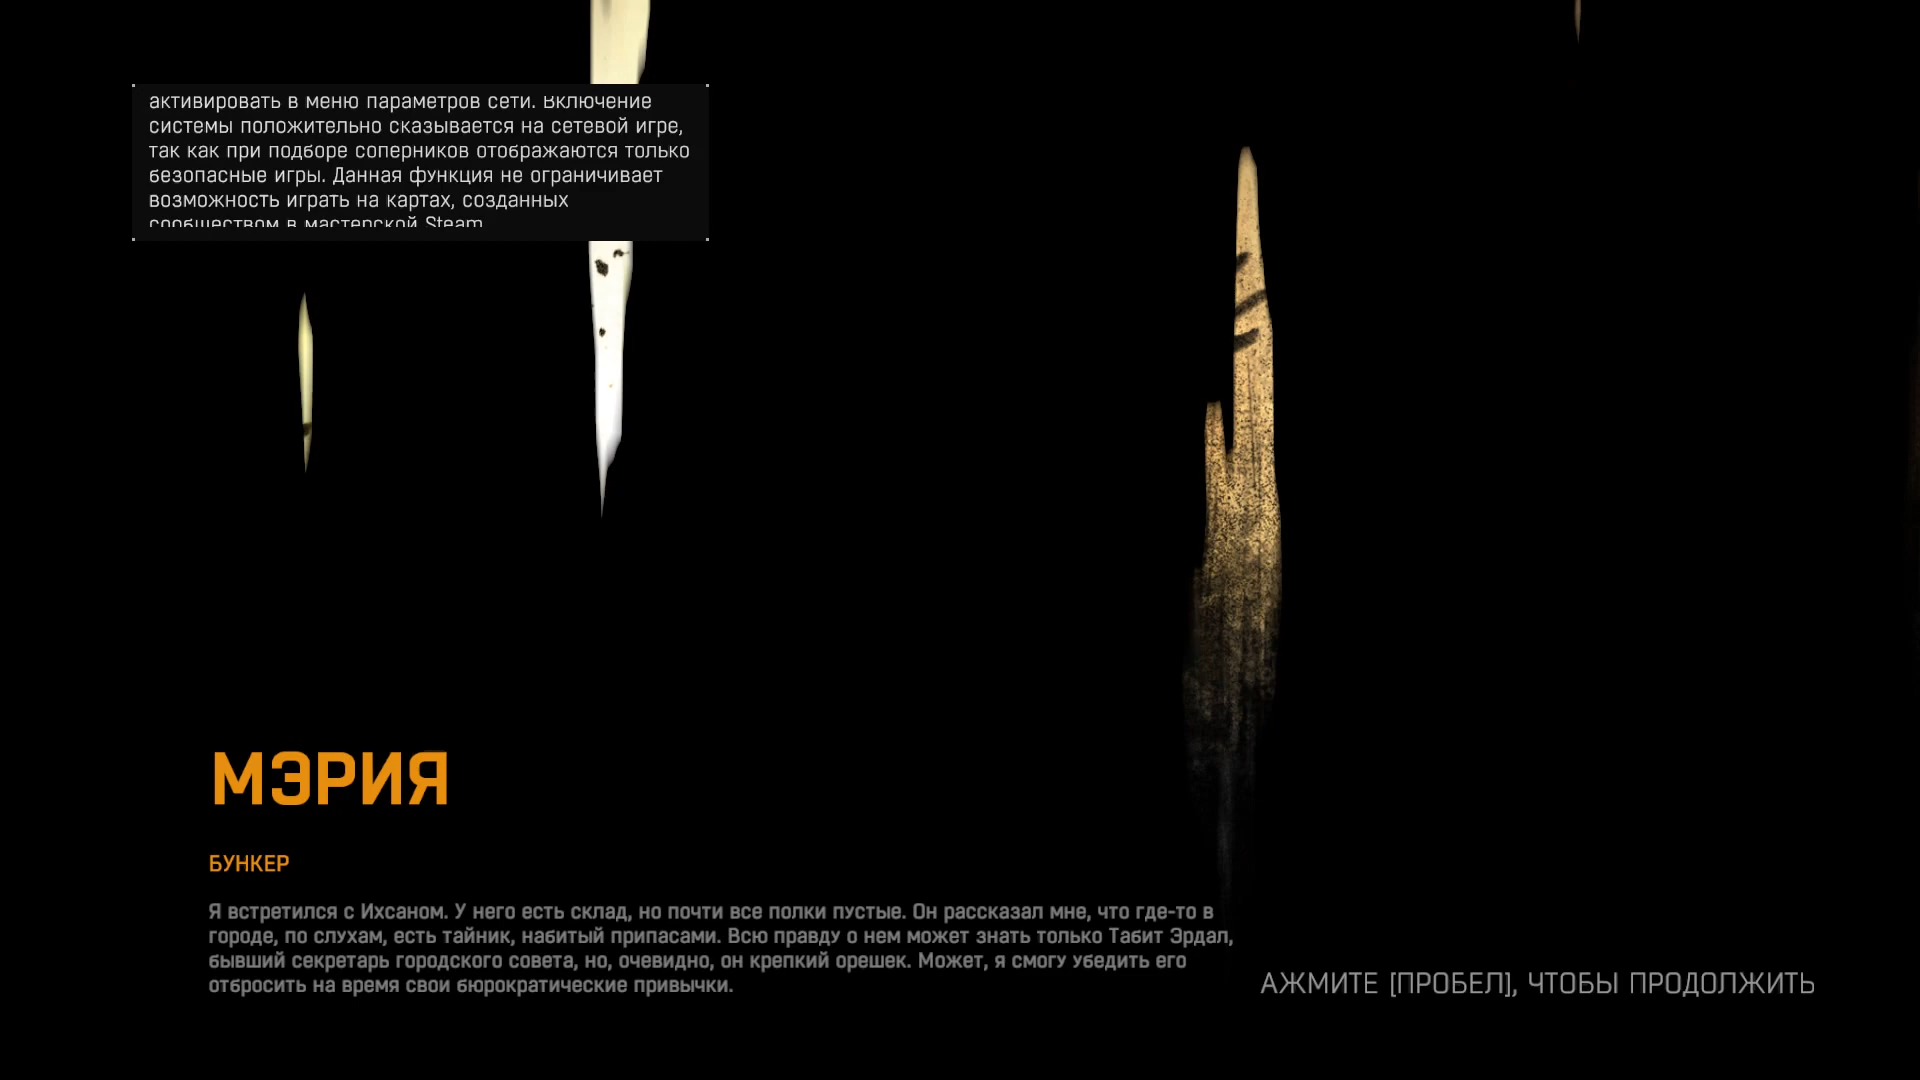 активировать в меню параметров сети. Включение
системы положительно сказывается на сетевой игре,
так как при подборе соперников отображаются только
безопасные игры. Данная функция не ограничивает
возможность играть на картах, созданных
сообществом в мастерской Steam
МЭРИЯ
БУНКЕР
Я встретился с Ихсаном. У него есть склад, но почти все полки пустые. Он рассказал мне, что где-то в
городе, по слухам, есть тайник, набитый припасами. Всю правду о нем может знать только Табит Эрдал,
бывший секретарь городского совета, но, очевидно, он крепкий орешек. Может, я смогу убедить его
отбросить на время свои бюрократические привычки.
АЖМИТЕ [ПРОБЕЛ], ЧТОБЫ ПРОДОЛЖИТЬ